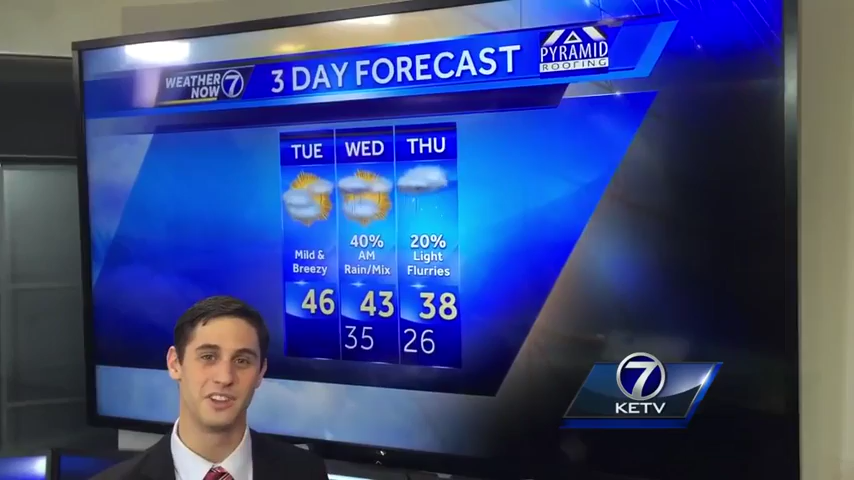 WEATHER
NOW 7
3 DAY FORECAST
PYRAMID
ROOFING
TUE WED THU
Mild &
Breezy
40%
AM
Rain/Mix
20%
Light
Flurries
46 43 38
35 26
7
KETV